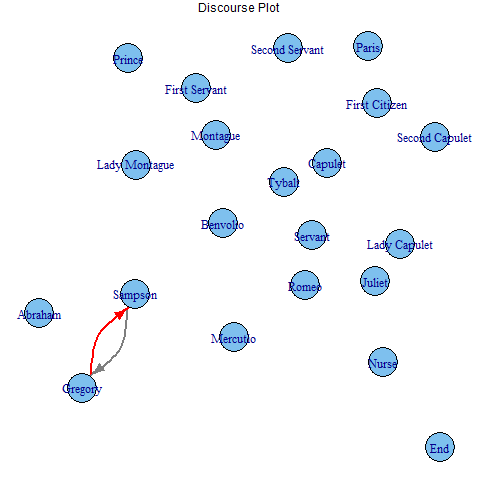 Discourse Plot
Second Servant
Paris
Prince
First Servant
First Citizen
Montague
Second Capulet
Lady Montague
Capulet
Tybalt
Benvolio
Servant
Lady Capulet
Juliet
Romeo
Sampson
Abraham
Mercutio
Nurse
Gregory
End